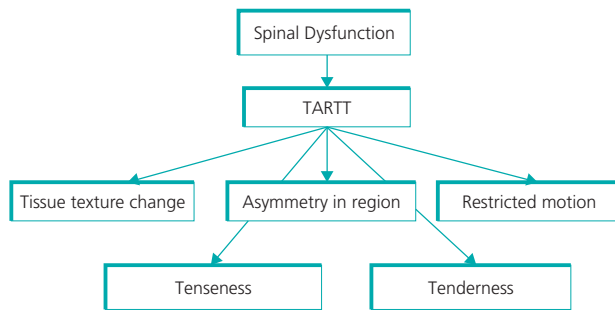 Spinal Dysfunction
TARTT
Tissue texture change
Asymmetry in region
Restricted motion
Tenseness
Tenderness